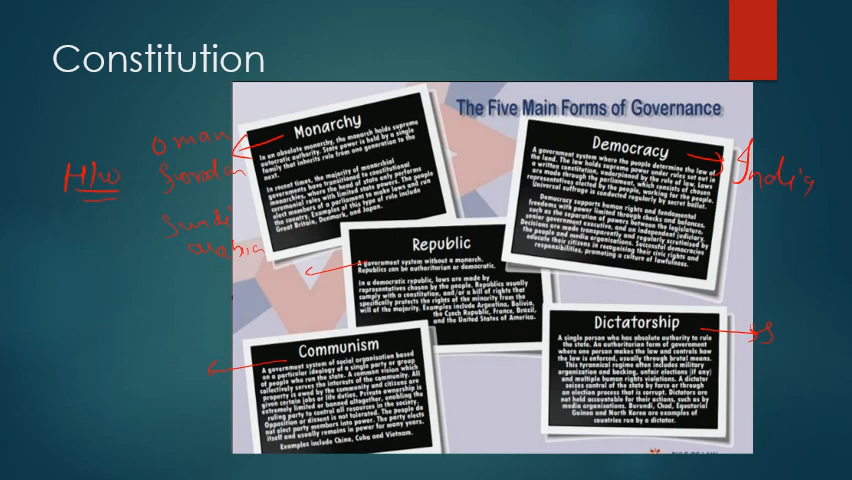 Constitution
The Five Main Forms of Governance
Monarchy
In an absolute monarchy, the monarch holds supreme
autocratic authority. State power is held by a single
family that inherits rule from one generation to the
next.
In recent times, the majority of monarchial
governments have transitioned to constitutional
monarchies, where the head of state only performs
ceremonial roles with limited state powers. The people
elect members of a parliament to make laws and run
the country. Examples of this type of rule include
Great Britain, Denmark, and Japan.
Democracy
A government system where the people determine the law of
the land. The law holds supreme power under rules set out in
a written constitution, underpinned by the rule of law. Laws
are made through the parliament, which consists of chosen
representatives elected by the people, working for the people.
Universal suffrage is conducted regularly by secret ballot.
Democracy supports human rights and fundamental
freedoms with power limited through checks and balances,
such as the separation of powers between the legislature,
senior government executive, and an independent judiciary.
Decisions are made transparently and regularly scrutinised by
the people and media organisations. Successful democracies
educate their citizens in recognising their civic rights and
responsibilities, promoting a culture of lawfulness.
Republic
A government system without a monarch.
Republics can be authoritarian or democratic.
In a democratic republic, laws are made by
representatives chosen by the people. Republics usually
comply with a constitution, and/or a bill of rights that
specifically protects the rights of the minority from the
will of the majority. Examples include Argentina, Bolivia,
the Czech Republic, France, Brazil,
and the United States of America.
Communism
A government system of social organisation based
on a particular ideology of a single party or group
of people who run the state. A common vision which
collectively serves the interests of the community. All
property is owned by the community and citizens are
given certain jobs or life duties. Private ownership is
extremely limited or banned altogether, enabling the
ruling party to control all resources in the society.
Opposition or dissent is not tolerated. The people do
not elect party members into power. The party elects
itself and usually remains in power for many years.
Examples include China, Cuba and Vietnam.
Dictatorship
A single person who has absolute authority to rule
the state. An authoritarian form of government
where one person makes the law and controls how
the law is enforced, usually through brutal means.
This tyrannical regime often includes military
organisation and backing, unfair elections (if any)
and multiple human rights violations. A dictator
seizes control of the state by force or through
an election process that is corrupt. Dictators are
not held accountable for their actions, such as by
media organisations. Burundi, Chad, Equatorial
Guinea and North Korea are examples of
countries run by a dictator.
Oman
H/W
Jordan
arabia
India